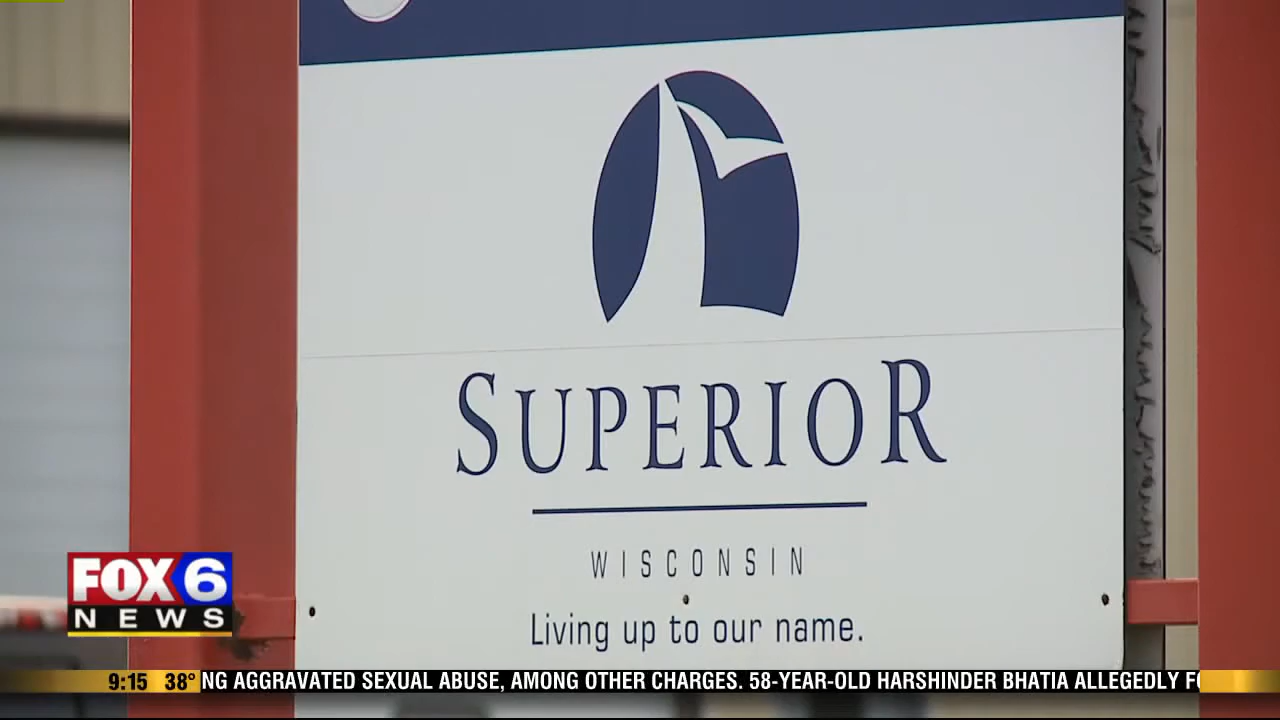 SUPERIOR
WISCONSIN
Living up to our name.
FOX 6
NEWS
9:15 38° NG AGGRAVATED SEXUAL ABUSE, AMONG OTHER CHARGES. 58-YEAR-OLD HARSHINDER BHATIA ALLEGEDLY